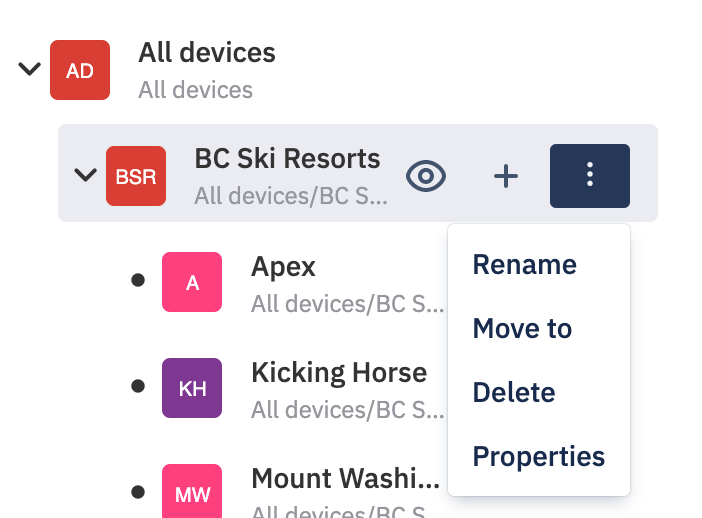 AD
All devices
All devices
BSR
BC Ski Resorts
All devices/BC S...
A
Apex
All devices/BC S...
KH
Kicking Horse
All devices/BC S...
MW
Mount Washi...
All devices/BC S...
Rename
Move to
Delete
Properties